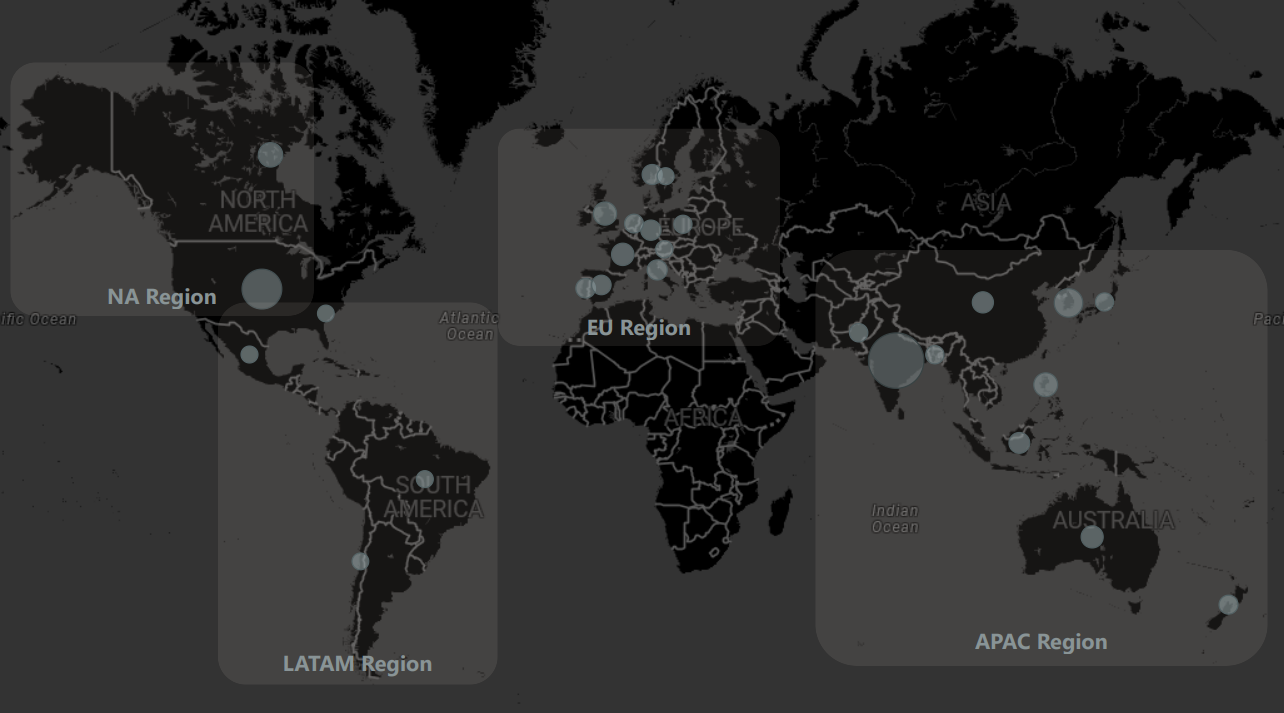 NORTH
AMERICA
NA Region
ific Ocean
Atlantic
Ocean
EUROPE
EU Region
ASIA
Paci
AFRICA
SOUTH
AMERICA
Indian
Ocean
AUSTRALIA
LATAM Region
APAC Region